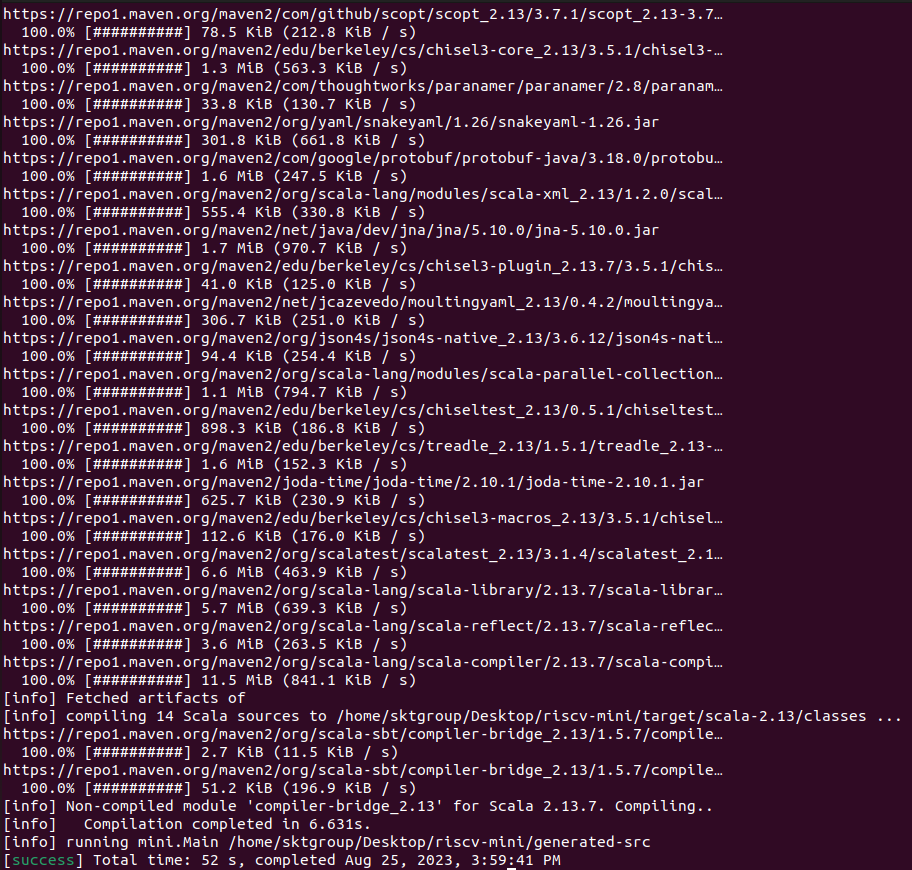 https://repo1.maven.org/maven2/com/github/scopt/scopt_2.13/3.7.1/scopt_2.13-3.7…
  100.0% [##########] 78.5 KiB (212.8 KiB / s)
https://repo1.maven.org/maven2/edu/berkeley/cs/chisel3-core_2.13/3.5.1/chisel3-…
  100.0% [##########] 1.3 MiB (563.3 KiB / s)
https://repo1.maven.org/maven2/com/thoughtworks/paranamer/paranamer/2.8/paranam…
  100.0% [##########] 33.8 KiB (130.7 KiB / s)
https://repo1.maven.org/maven2/org/yaml/snakeyaml/1.26/snakeyaml-1.26.jar
  100.0% [##########] 301.8 KiB (661.8 KiB / s)
https://repo1.maven.org/maven2/com/google/protobuf/protobuf-java/3.18.0/protobu…
  100.0% [##########] 1.6 MiB (247.5 KiB / s)
https://repo1.maven.org/maven2/org/scala-lang/modules/scala-xml_2.13/1.2.0/scal…
  100.0% [##########] 555.4 KiB (330.8 KiB / s)
https://repo1.maven.org/maven2/net/java/dev/jna/jna/5.10.0/jna-5.10.0.jar
  100.0% [##########] 1.7 MiB (970.7 KiB / s)
https://repo1.maven.org/maven2/edu/berkeley/cs/chisel3-plugin_2.13.7/3.5.1/chis…
  100.0% [##########] 41.0 KiB (125.0 KiB / s)
https://repo1.maven.org/maven2/net/jcazevedo/moultingyaml_2.13/0.4.2/moultingya…
  100.0% [##########] 306.7 KiB (251.0 KiB / s)
https://repo1.maven.org/maven2/org/json4s/json4s-native_2.13/3.6.12/json4s-nati…
  100.0% [##########] 94.4 KiB (254.4 KiB / s)
https://repo1.maven.org/maven2/org/scala-lang/modules/scala-parallel-collection…
  100.0% [##########] 1.1 MiB (794.7 KiB / s)
https://repo1.maven.org/maven2/edu/berkeley/cs/chiseltest_2.13/0.5.1/chiseltest…
  100.0% [##########] 898.3 KiB (186.8 KiB / s)
https://repo1.maven.org/maven2/edu/berkeley/cs/treadle_2.13/1.5.1/treadle_2.13-…
  100.0% [##########] 1.6 MiB (152.3 KiB / s)
https://repo1.maven.org/maven2/joda-time/joda-time/2.10.1/joda-time-2.10.1.jar
  100.0% [##########] 625.7 KiB (230.9 KiB / s)
https://repo1.maven.org/maven2/edu/berkeley/cs/chisel3-macros_2.13/3.5.1/chisel…
  100.0% [##########] 112.6 KiB (176.0 KiB / s)
https://repo1.maven.org/maven2/org/scalatest/scalatest_2.13/3.1.4/scalatest_2.1…
  100.0% [##########] 6.6 MiB (463.9 KiB / s)
https://repo1.maven.org/maven2/org/scala-lang/scala-library/2.13.7/scala-librar…
  100.0% [##########] 5.7 MiB (639.3 KiB / s)
https://repo1.maven.org/maven2/org/scala-lang/scala-reflect/2.13.7/scala-reflec…
  100.0% [##########] 3.6 MiB (263.5 KiB / s)
https://repo1.maven.org/maven2/org/scala-lang/scala-compiler/2.13.7/scala-compi…
  100.0% [##########] 11.5 MiB (841.1 KiB / s)
[info] Fetched artifacts of
[info] compiling 14 Scala sources to /home/sktgroup/Desktop/riscv-mini/target/scala-2.13/classes ...
https://repo1.maven.org/maven2/org/scala-sbt/compiler-bridge_2.13/1.5.7/compile…
  100.0% [##########] 2.7 KiB (11.5 KiB / s)
https://repo1.maven.org/maven2/org/scala-sbt/compiler-bridge_2.13/1.5.7/compile…
  100.0% [##########] 51.2 KiB (196.9 KiB / s)
[info] Non-compiled module 'compiler-bridge_2.13' for Scala 2.13.7. Compiling..
[info]   Compilation completed in 6.631s.
[info] running mini.Main /home/sktgroup/Desktop/riscv-mini/generated-src
[success] Total time: 52 s, completed Aug 25, 2023, 3:59:41 PM